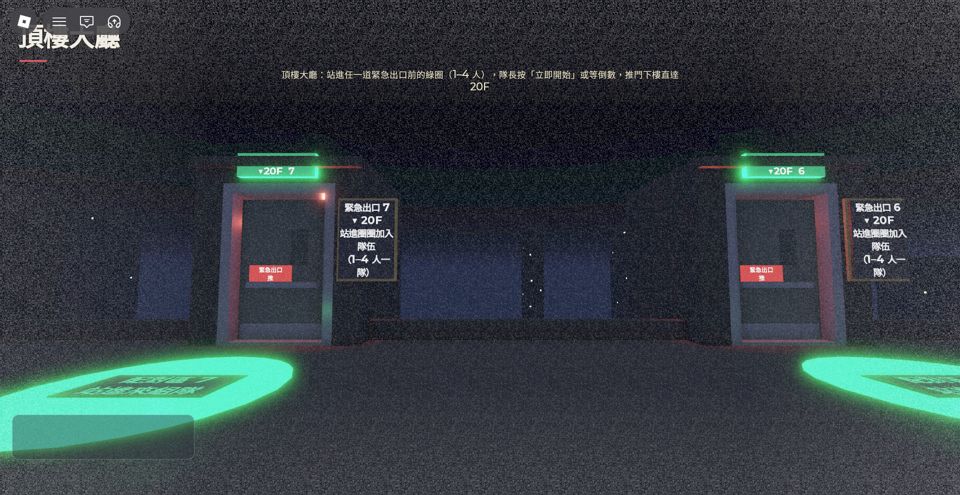 頂樓大廳
頂樓大廳：站進任一道緊急出口前的綠圈（1–4 人），隊長按「立即開始」或等倒數，推門下樓直達
20F
▼20F 7
▼20F 6
緊急出口 7
▼ 20F
站進圈圈加入
隊伍
（1–4 人一
隊）
緊急出口 6
▼ 20F
站進圈圈加入
隊伍
（1–4 人一
隊）
緊急出口
推
緊急出口
推